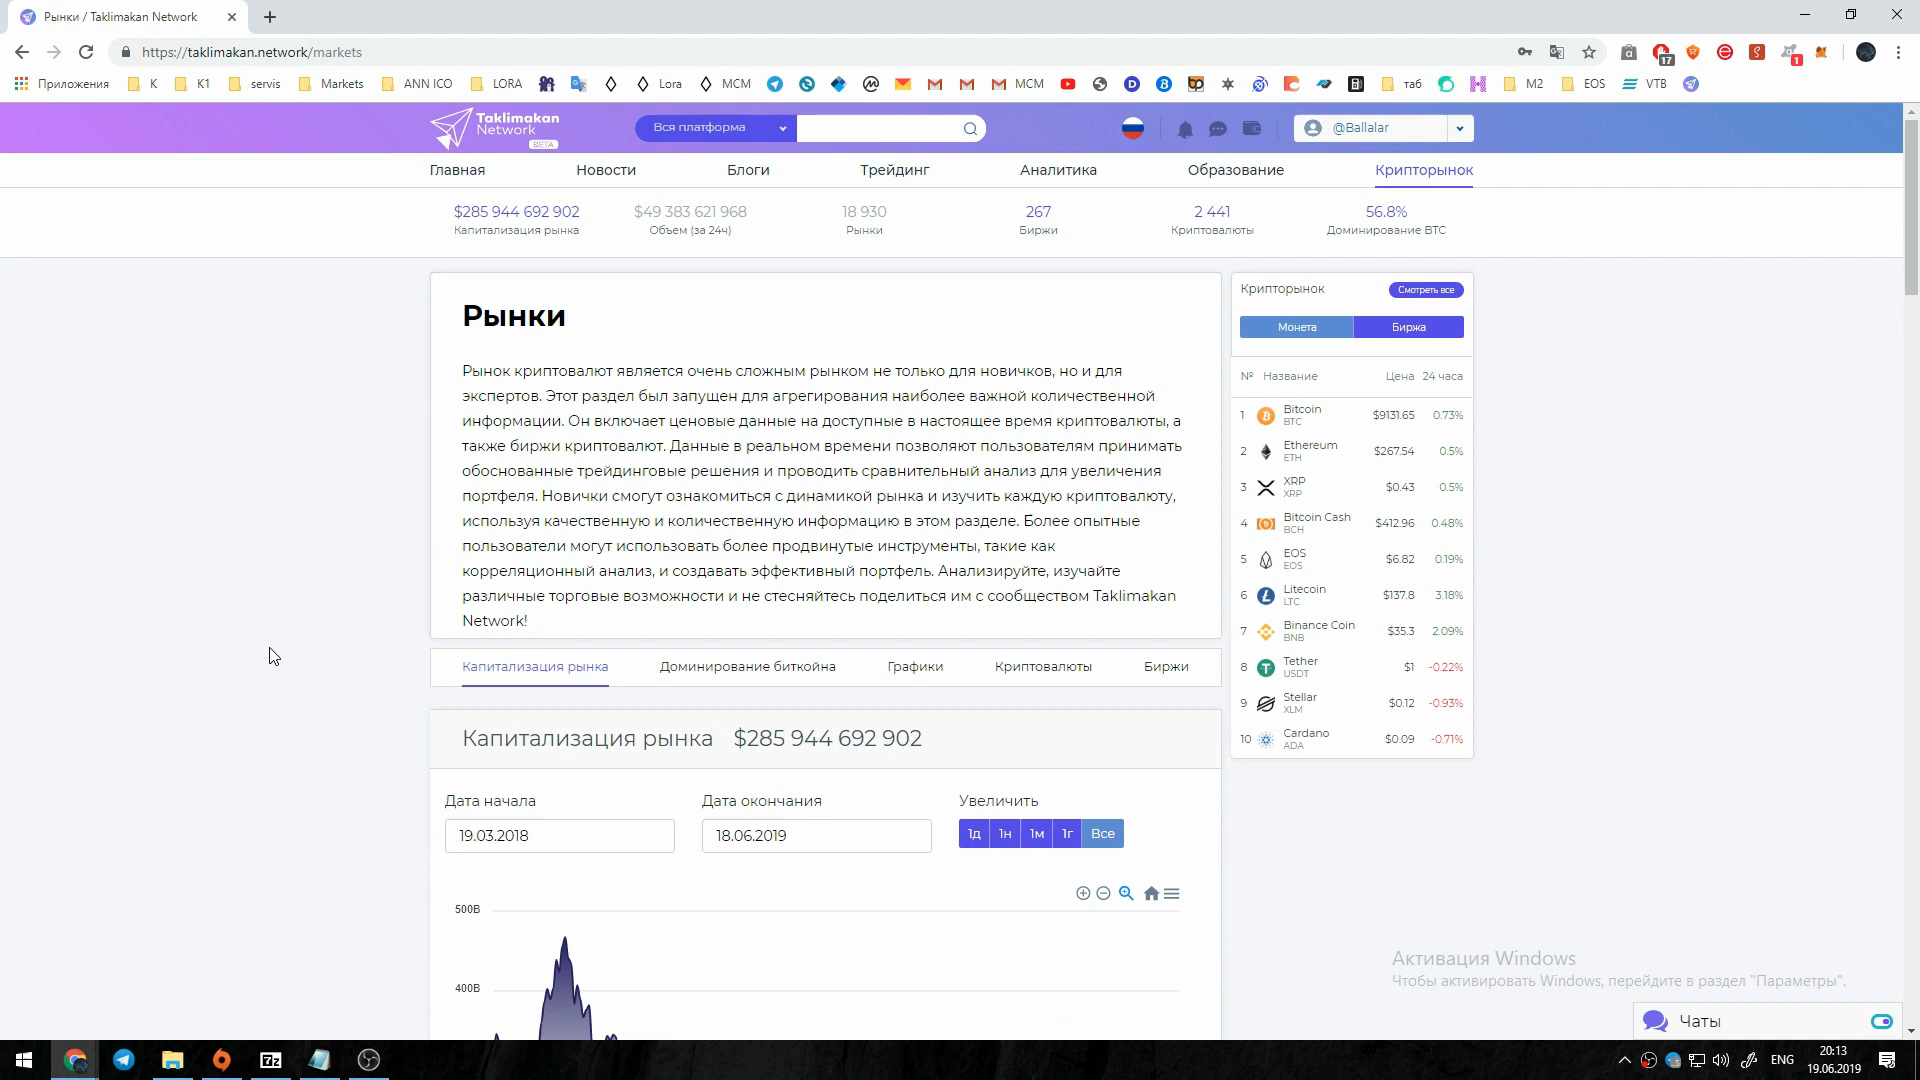 Рынки / Taklimakan Network
https://taklimakan.network/markets
17
1
Приложения
K
K1
servis
Markets
ANN ICO
LORA
Lora
MCM
MCM
таб
M2
EOS
VTB
Taklimakan
Network
BETA
Вся платформа
@Ballalar
Главная
Новости
Блоги
Трейдинг
Аналитика
Образование
Крипторынок
$285 944 692 902
$49 383 621 968
18 930
267
2 441
56.8%
Капитализация рынка
Объем (за 24ч)
Рынки
Биржи
Криптовалюты
Доминирование BTC
Рынки
Рынок криптовалют является очень сложным рынком не только для новичков, но и для
экспертов. Этот раздел был запущен для агрегирования наиболее важной количественной
информации. Он включает ценовые данные на доступные в настоящее время криптовалюты, а
также биржи криптовалют. Данные в реальном времени позволяют пользователям принимать
обоснованные трейдинговые решения и проводить сравнительный анализ для увеличения
портфеля. Новички смогут ознакомиться с динамикой рынка и изучить каждую криптовалюту,
используя качественную и количественную информацию в этом разделе. Более опытные
пользователи могут использовать более продвинутые инструменты, такие как
корреляционный анализ, и создавать эффективный портфель. Анализируйте, изучайте
различные торговые возможности и не стесняйтесь поделиться им с сообществом Taklimakan
Network!
Капитализация рынка
Доминирование биткойна
Графики
Криптовалюты
Биржи
Капитализация рынка $285 944 692 902
Дата начала
Дата окончания
Увеличить
19.03.2018
18.06.2019
1д
1н
1м
1г
Все
500B
400B
Крипторынок
Смотреть все
Монета
Биржа
№ Название Цена 24 часа
1 Bitcoin $9131.65 0.73%
BTC
2 Ethereum $267.54 0.5%
ETH
3 XRP $0.43 0.5%
XRP
4 Bitcoin Cash $412.96 0.48%
BCH
5 EOS $6.82 0.19%
EOS
6 Litecoin $137.8 3.18%
LTC
7 Binance Coin $35.3 2.09%
BNB
8 Tether $1 -0.22%
USDT
9 Stellar $0.12 -0.93%
XLM
10 Cardano $0.09 -0.71%
ADA
Активация Windows
Чтобы активировать Windows, перейдите в раздел "Параметры".
Чаты
7z
ENG
20:13
19.06.2019